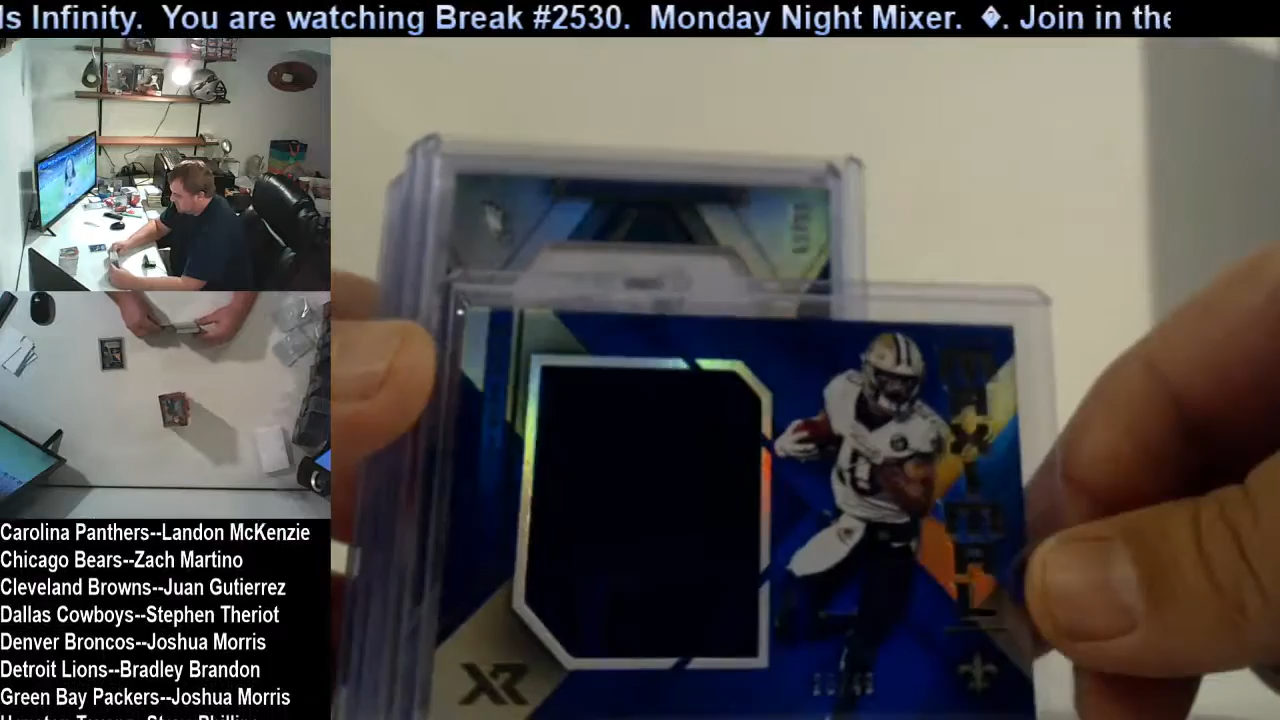 ls Infinity. You are watching Break #2530. Monday Night Mixer. �. Join in the
XR
Carolina Panthers--Landon McKenzie
Chicago Bears--Zach Martino
Cleveland Browns--Juan Gutierrez
Dallas Cowboys--Stephen Theriot
Denver Broncos--Joshua Morris
Detroit Lions--Bradley Brandon
Green Bay Packers--Joshua Morris